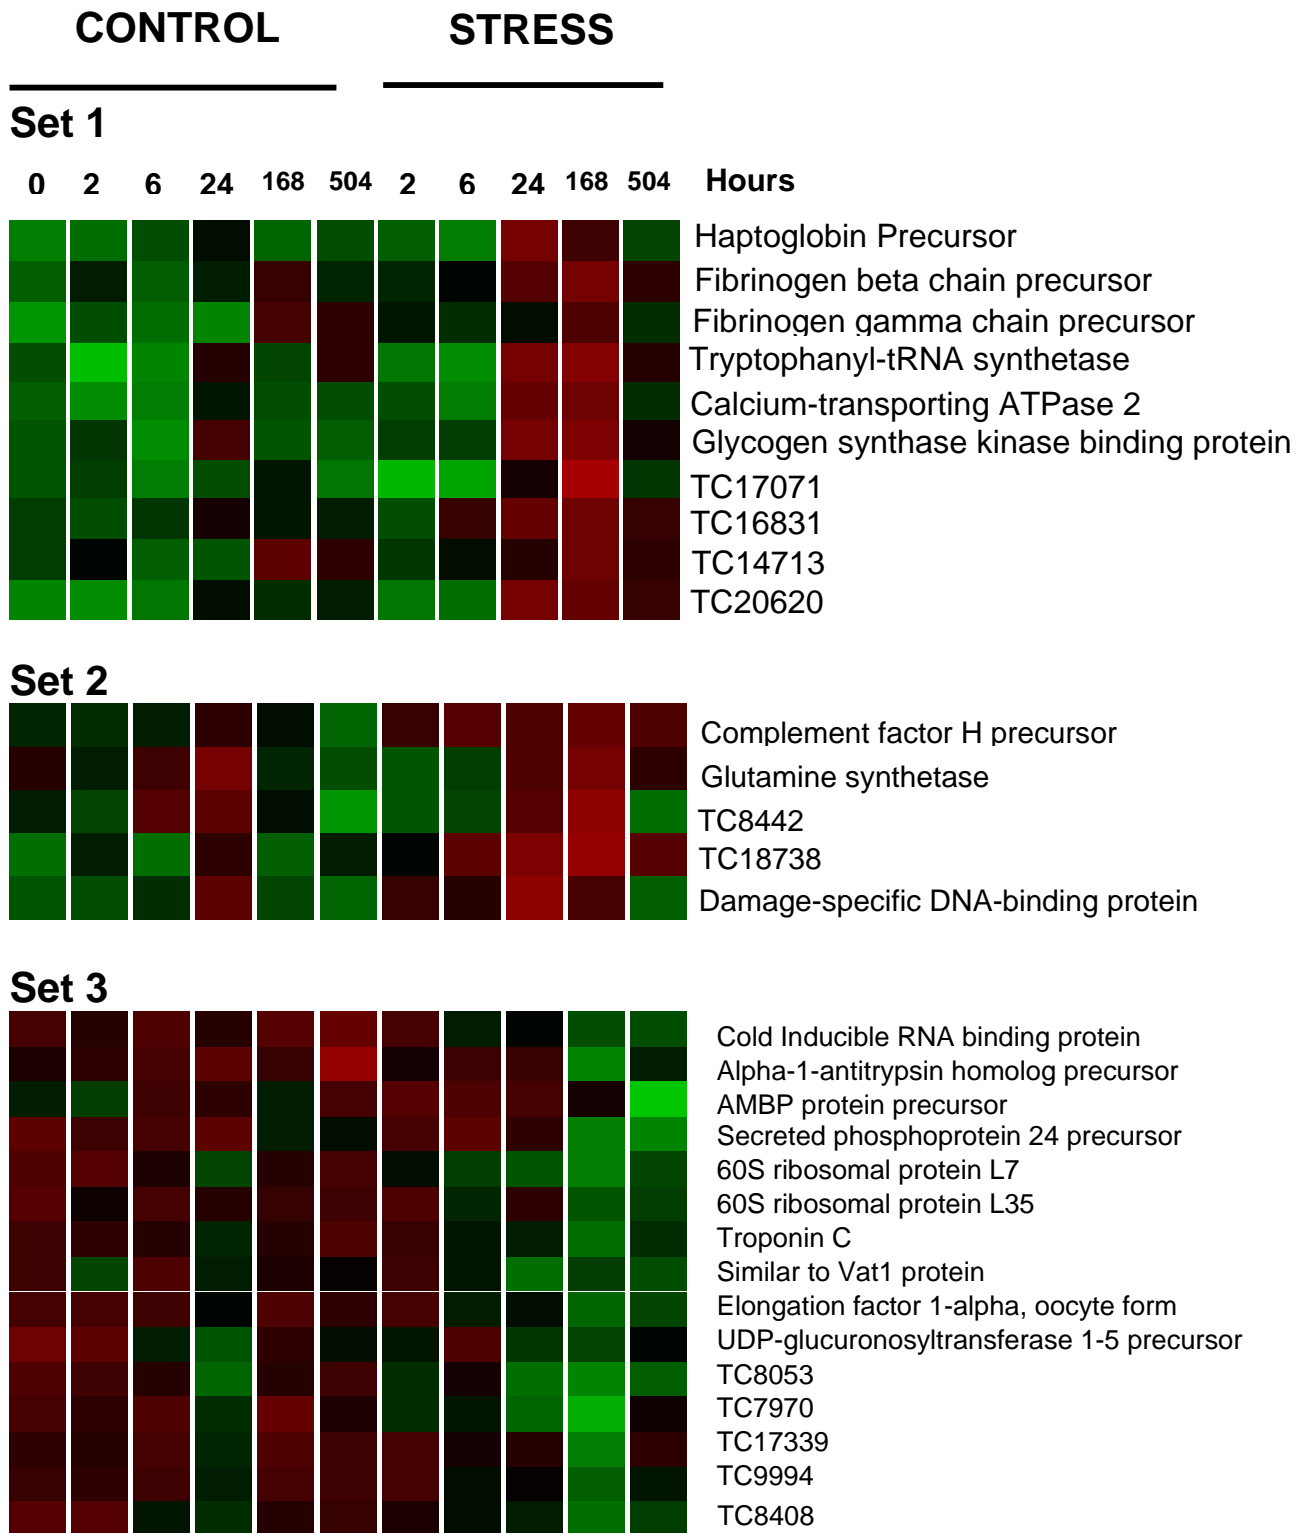 CONTROL STRESS
Set 1
0 2 6 24 168 504 2 6 24 168 504 Hours
Haptoglobin Precursor
Fibrinogen beta chain precursor
Fibrinogen gamma chain precursor
Tryptophanyl-tRNA synthetase
Calcium-transporting ATPase 2
Glycogen synthase kinase binding protein
TC17071
TC16831
TC14713
TC20620
Set 2
Complement factor H precursor
Glutamine synthetase
TC8442
TC18738
Damage-specific DNA-binding protein
Set 3
Cold Inducible RNA binding protein
Alpha-1-antitrypsin homolog precursor
AMBP protein precursor
Secreted phosphoprotein 24 precursor
60S ribosomal protein L7
60S ribosomal protein L35
Troponin C
Similar to Vat1 protein
Elongation factor 1-alpha, oocyte form
UDP-glucuronosyltransferase 1-5 precursor
TC8053
TC7970
TC17339
TC9994
TC8408